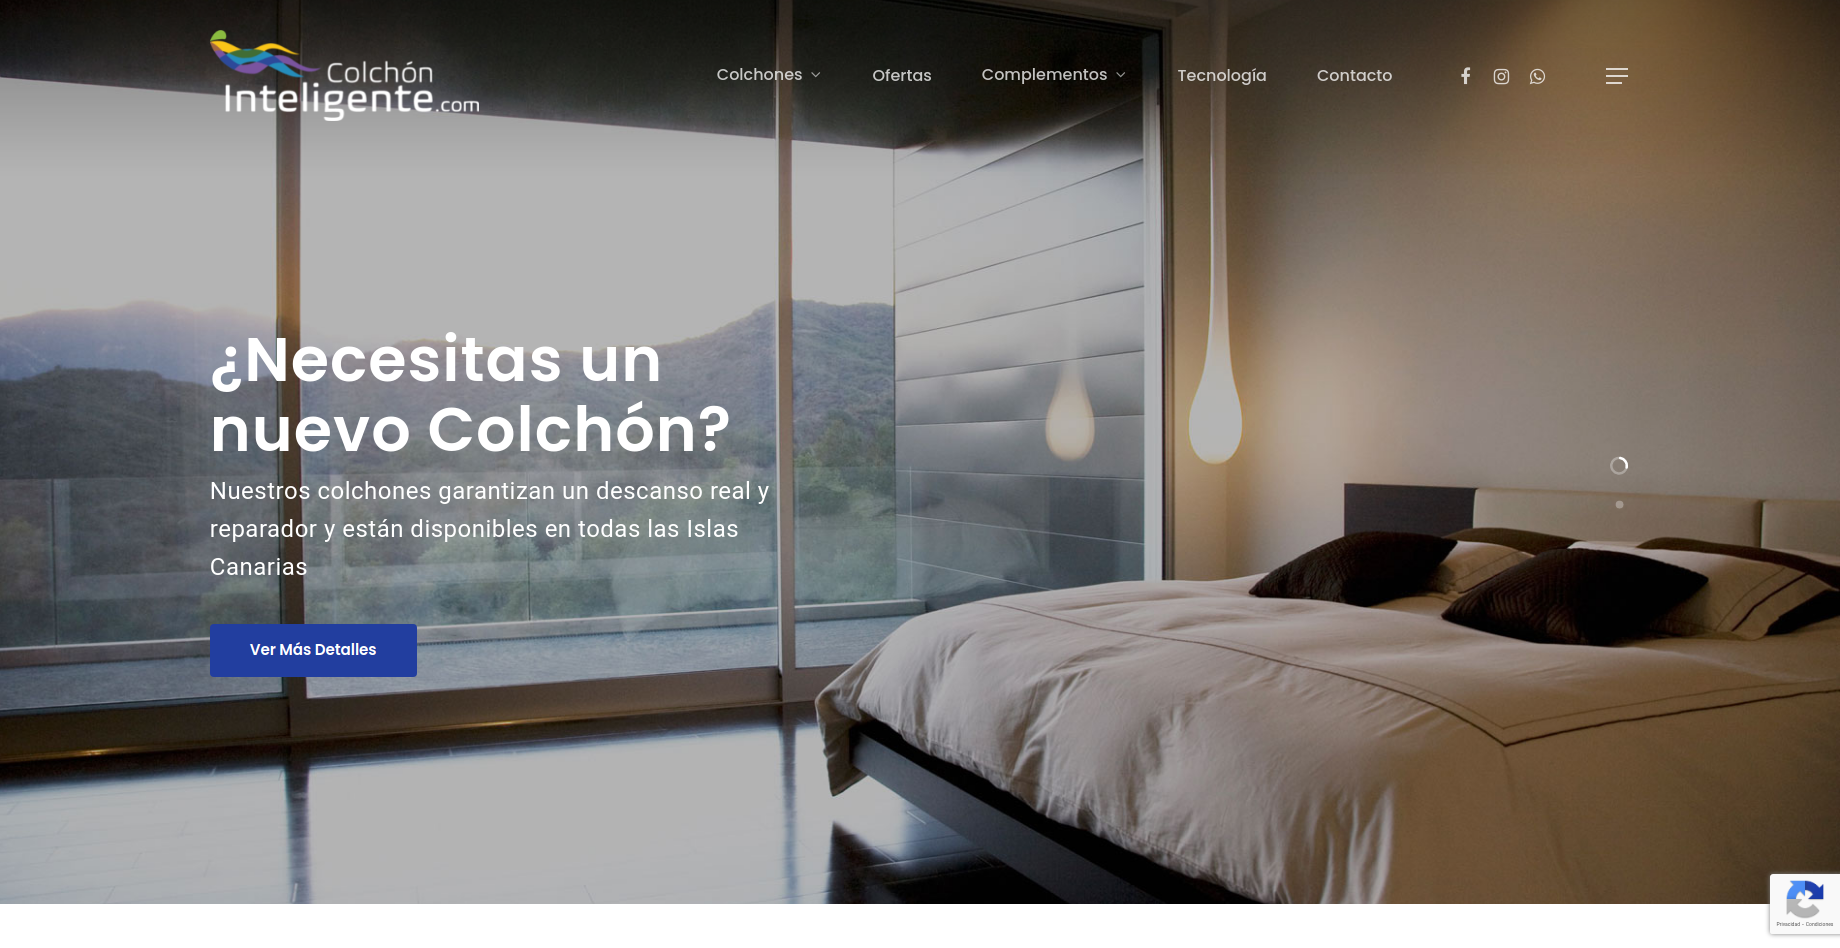 Colchón
Inteligente.com
Colchones
Ofertas
Complementos
Tecnología
Contacto
¿Necesitas un
nuevo Colchón?
Nuestros colchones garantizan un descanso real y
reparador y están disponibles en todas las Islas
Canarias
Ver Más Detalles
Privacidad - Condiciones